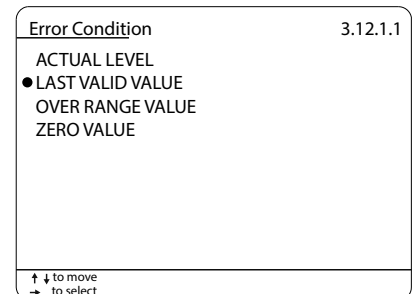 Error Condition 3.12.1.1
ACTUAL LEVEL
LAST VALID VALUE
OVER RANGE VALUE
ZERO VALUE
↑ ↓ to move
→ to select